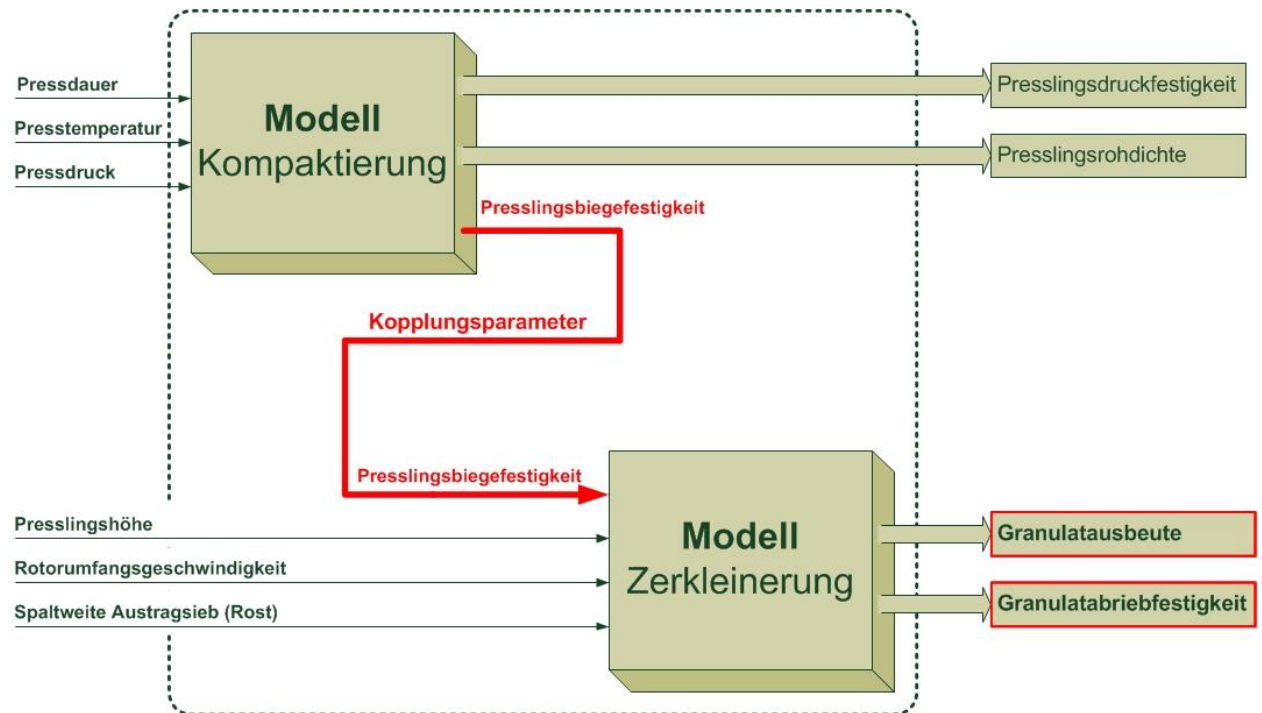 Pressdauer
Presstemperatur
Pressdruck
Modell
Kompaktierung
Presslingsdruckfestigkeit
Presslingsrohdichte
Presslingsbiegefestigkeit
Kopplungsparameter
Presslingsbiegefestigkeit
Presslingshöhe
Rotorumfangsgeschwindigkeit
Spaltweite Austragsieb (Rost)
Modell
Zerkleinerung
Granulatausbeute
Granulatabriebfestigkeit